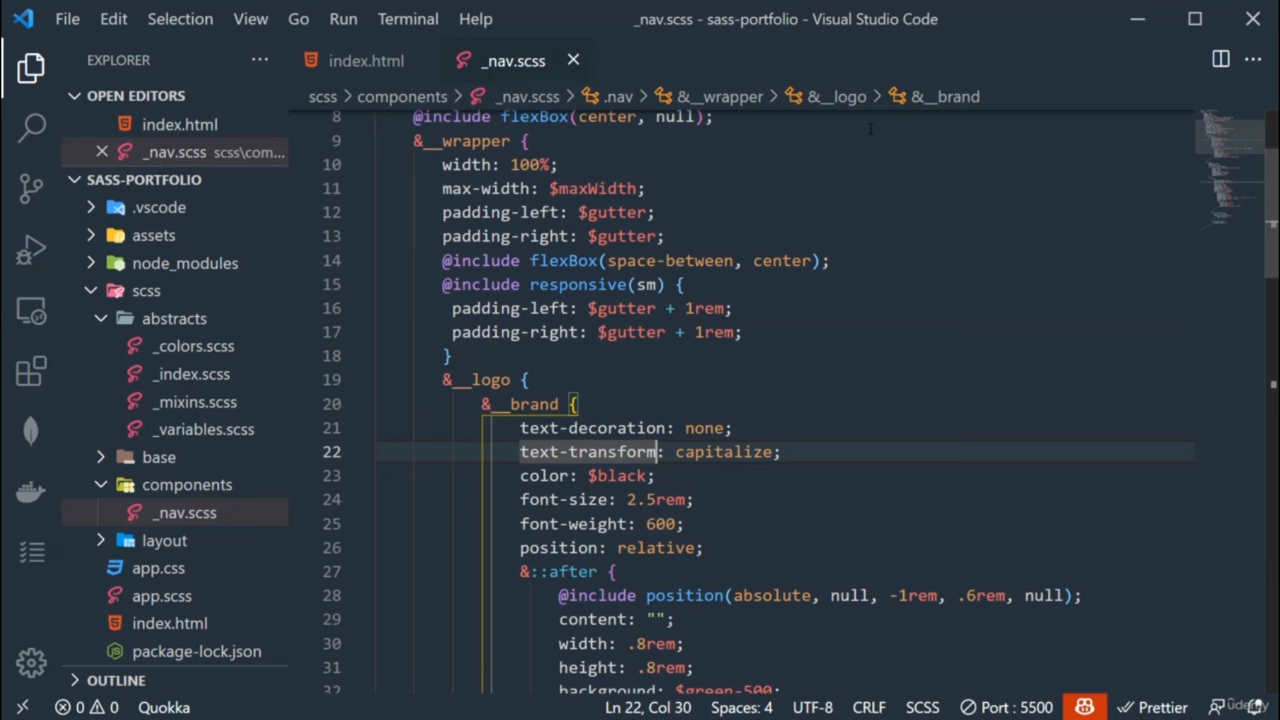 File Edit Selection View Go Run Terminal Help _nav.scss - sass-portfolio - Visual Studio Code
EXPLORER
OPEN EDITORS
index.html
_nav.scss scss\com...
SASS-PORTFOLIO
.vscode
assets
node_modules
scss
abstracts
_colors.scss
_index.scss
_mixins.scss
_variables.scss
base
components
_nav.scss
layout
app.css
app.scss
index.html
package-lock.json
OUTLINE
index.html _nav.scss
scss > components > _nav.scss > .nav > &__wrapper > &__logo > &__brand
8 @include flexBox(center, null);
9 &__wrapper {
10 width: 100%;
11 max-width: $maxWidth;
12 padding-left: $gutter;
13 padding-right: $gutter;
14 @include flexBox(space-between, center);
15 @include responsive(sm) {
16 padding-left: $gutter + 1rem;
17 padding-right: $gutter + 1rem;
18 }
19 &__logo {
20 &__brand {
21 text-decoration: none;
22 text-transform: capitalize;
23 color: $black;
24 font-size: 2.5rem;
25 font-weight: 600;
26 position: relative;
27 &::after {
28 @include position(absolute, null, -1rem, .6rem, null);
29 content: "";
30 width: .8rem;
31 height: .8rem;
32 background: $green-500;
0 0 Quokka Ln 22, Col 30 Spaces: 4 UTF-8 CRLF SCSS Port : 5500 Prettier
udemy